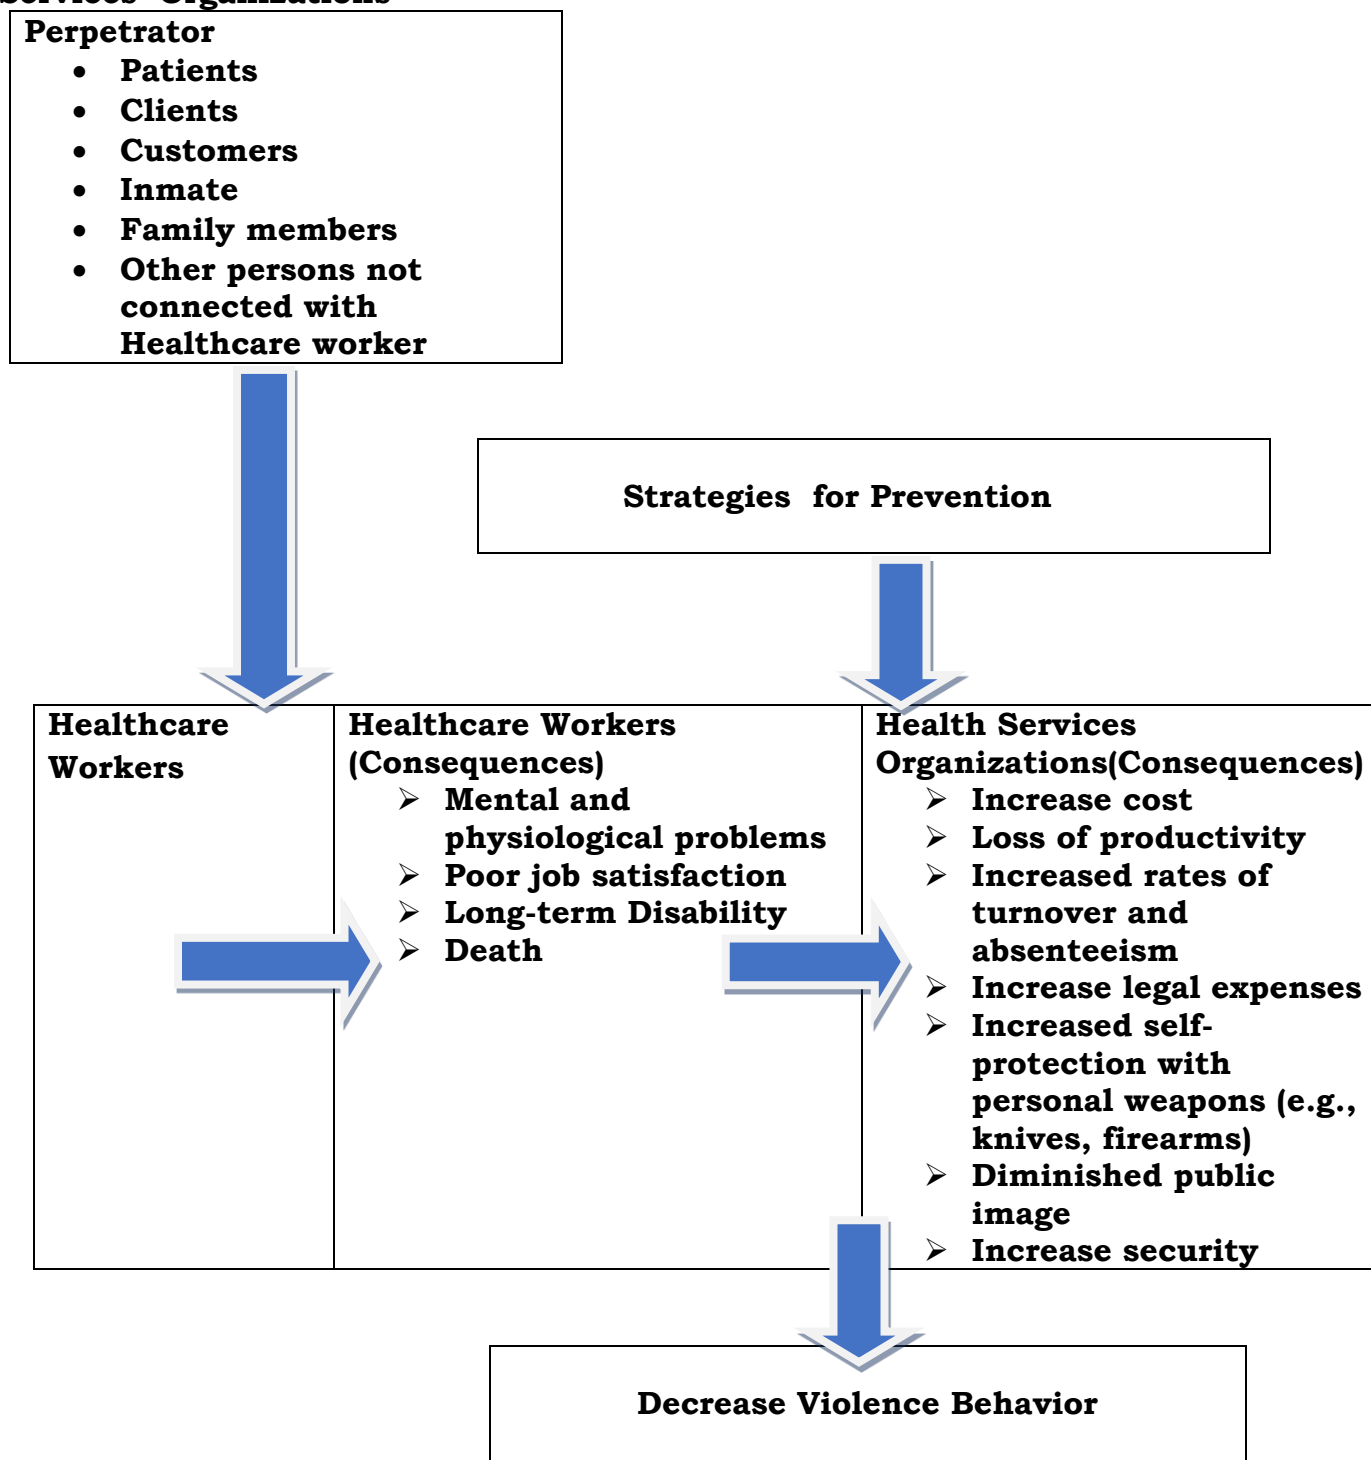 Services Organizations
Perpetrator
• Patients
• Clients
• Customers
• Inmate
• Family members
• Other persons not
connected with
Healthcare worker
Strategies for Prevention
Healthcare
Workers
Healthcare Workers
(Consequences)
➢ Mental and
physiological problems
➢ Poor job satisfaction
➢ Long-term Disability
➢ Death
Health Services
Organizations(Consequences)
➢ Increase cost
➢ Loss of productivity
➢ Increased rates of
turnover and
absenteeism
➢ Increase legal expenses
➢ Increased self-
protection with
personal weapons (e.g.,
knives, firearms)
➢ Diminished public
image
➢ Increase security
Decrease Violence Behavior